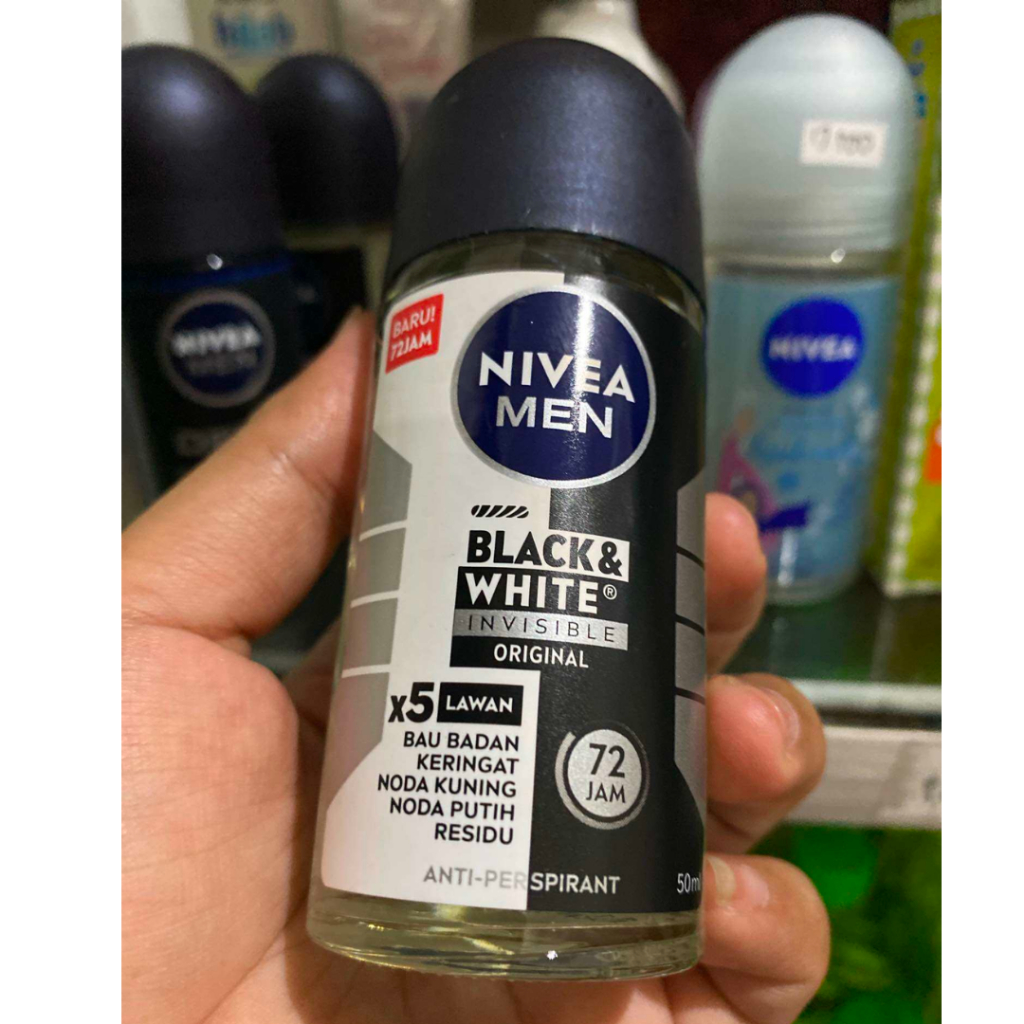 BARU!
72JAM
NIVEA
MEN
BLACK&
WHITE®
INVISIBLE
ORIGINAL
x5 LAWAN
BAU BADAN
KERINGAT
NODA KUNING
NODA PUTIH
RESIDU
72
JAM
ANTI-PERSPIRANT
50ml
NIVEA
MEN
NIVEA